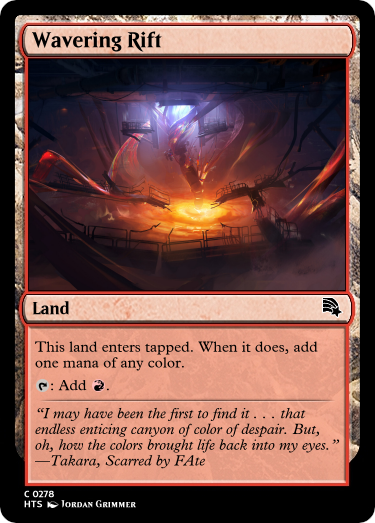 Wavering Rift
Land
This land enters tapped. When it does, add
one mana of any color.
: Add .
“I may have been the first to find it . . . that
endless enticing canyon of color of despair. But,
oh, how the colors brought life back into my eyes.”
—Takara, Scarred by FAte
C 0278
HTS Jordan Grimmer